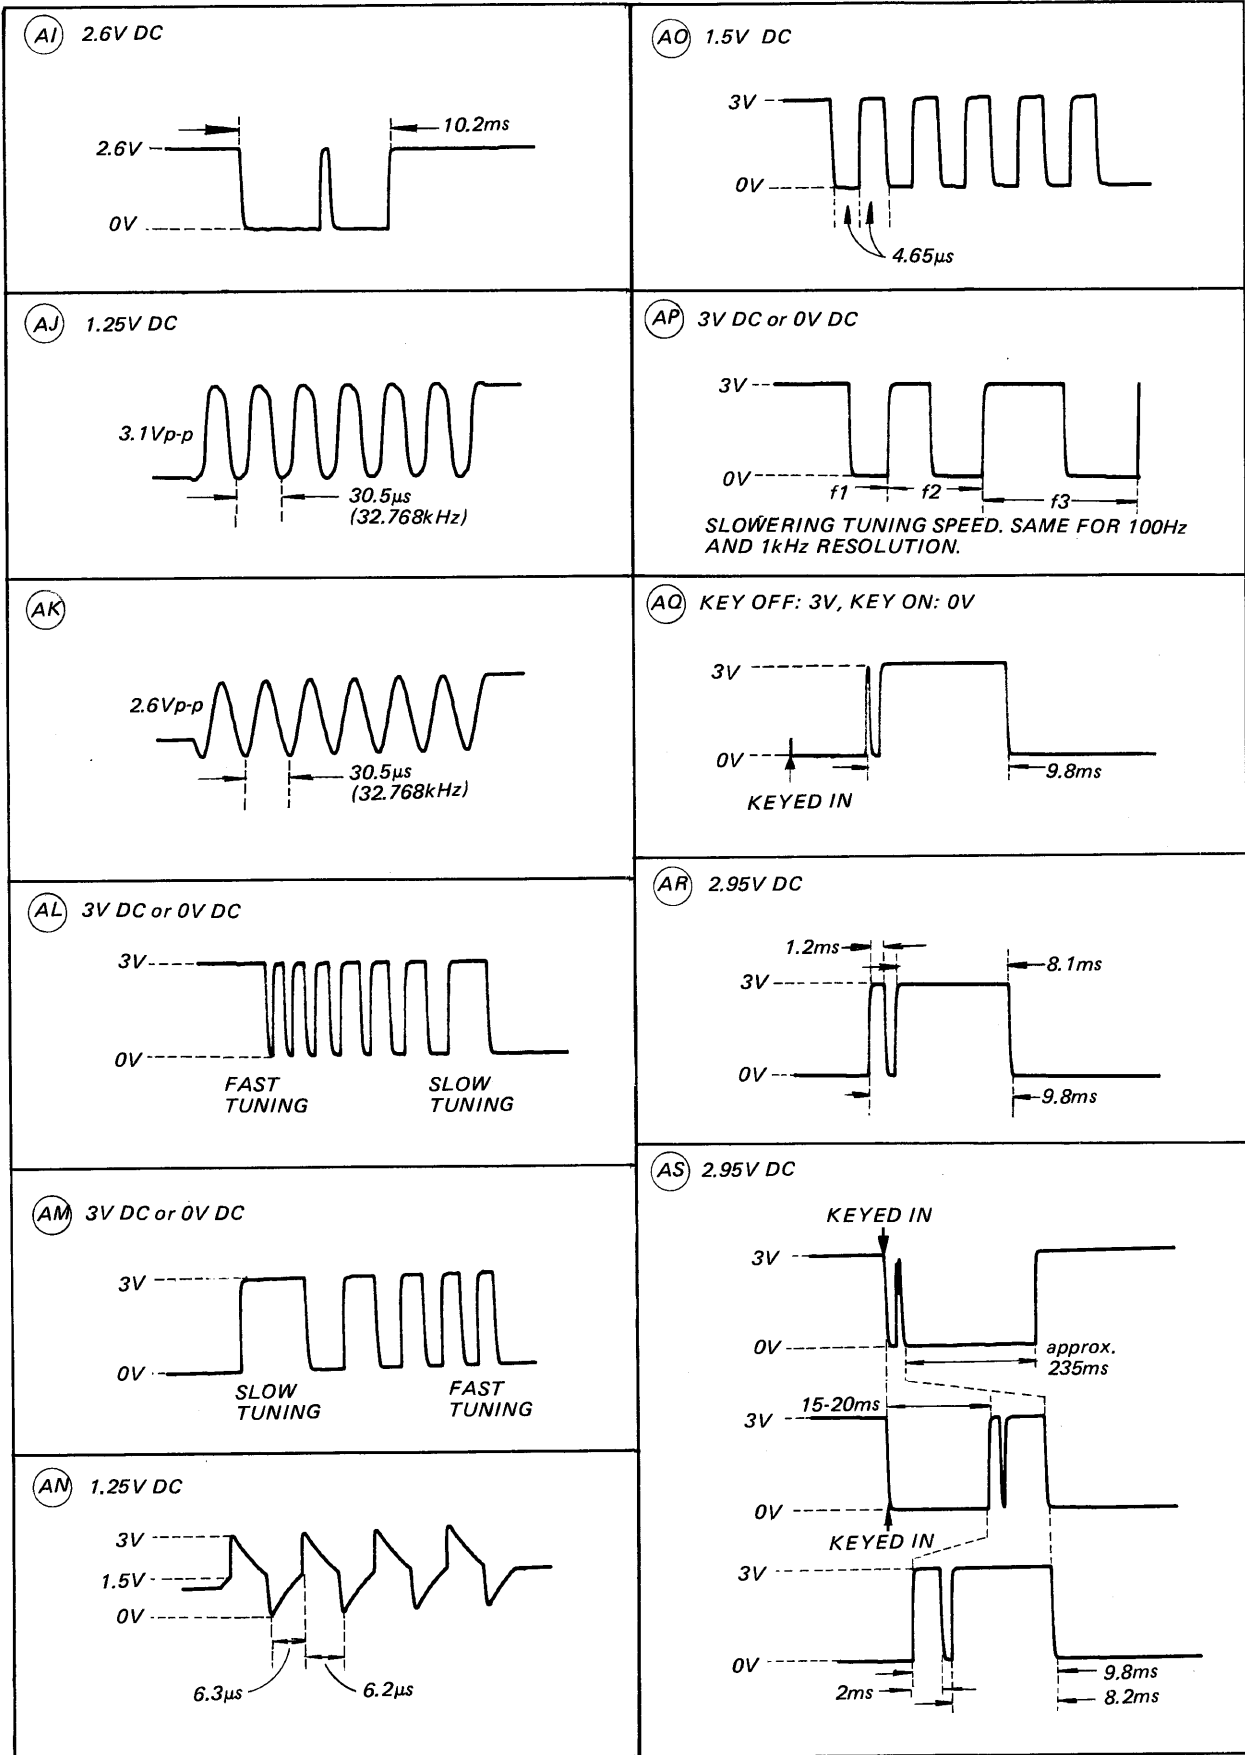 AI 2.6V DC
10.2ms
2.6V
0V
AJ 1.25V DC
3.1Vp-p
30.5µs
(32.768kHz)
AK
2.6Vp-p
30.5µs
(32.768kHz)
AL 3V DC or 0V DC
3V
0V
FAST
TUNING
SLOW
TUNING
AM 3V DC or 0V DC
3V
0V
SLOW
TUNING
FAST
TUNING
AN 1.25V DC
3V
1.5V
0V
6.3µs
6.2µs
AO 1.5V DC
3V
0V
4.65µs
AP 3V DC or 0V DC
3V
0V
f1
f2
f3
SLOWERING TUNING SPEED. SAME FOR 100Hz
AND 1kHz RESOLUTION.
AQ KEY OFF: 3V, KEY ON: 0V
3V
0V
9.8ms
KEYED IN
AR 2.95V DC
1.2ms
8.1ms
3V
0V
9.8ms
AS 2.95V DC
KEYED IN
3V
0V
approx.
235ms
15-20ms
3V
0V
KEYED IN
3V
0V
9.8ms
2ms
8.2ms